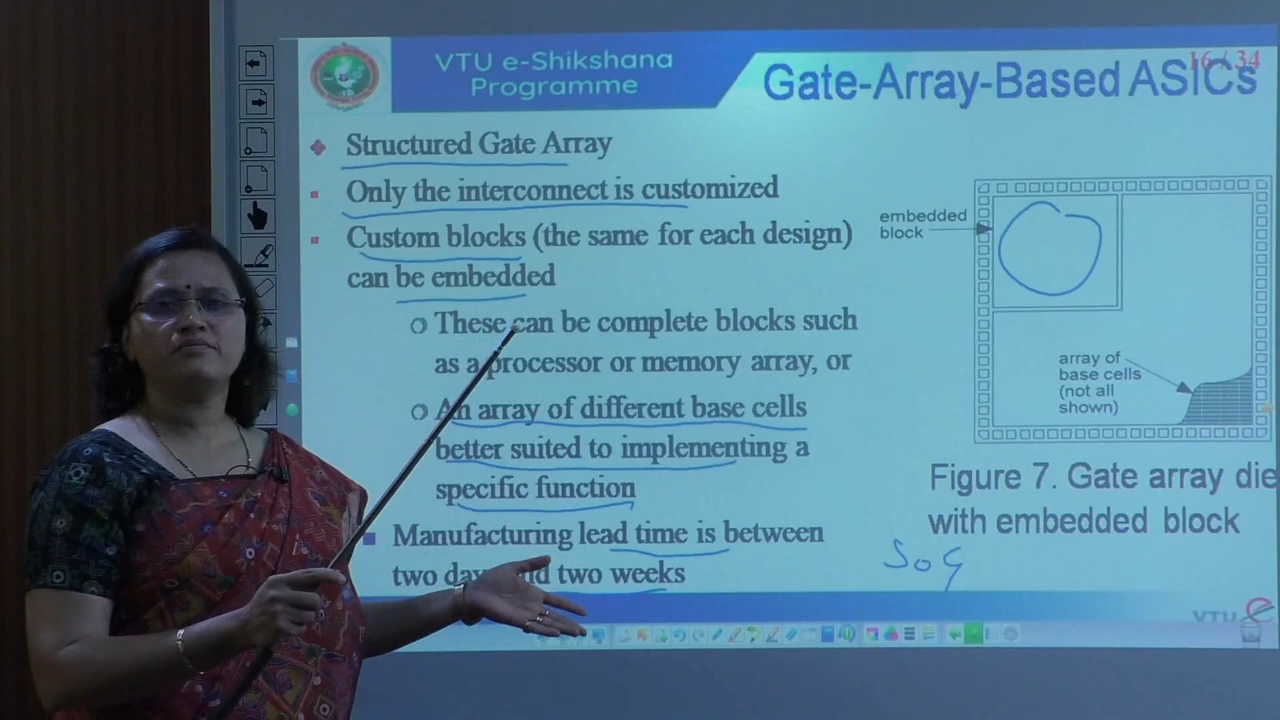 VTU e-Shikshana
Programme
16 / 34
Gate-Array-Based ASICs
Structured Gate Array
Only the interconnect is customized
Custom blocks (the same for each design)
can be embedded
These can be complete blocks such
as a processor or memory array, or
An array of different base cells
better suited to implementing a
specific function
Manufacturing lead time is between
two days and two weeks
embedded
block
array of
base cells
(not all
shown)
Figure 7. Gate array die
with embedded block
SOG
VTU e